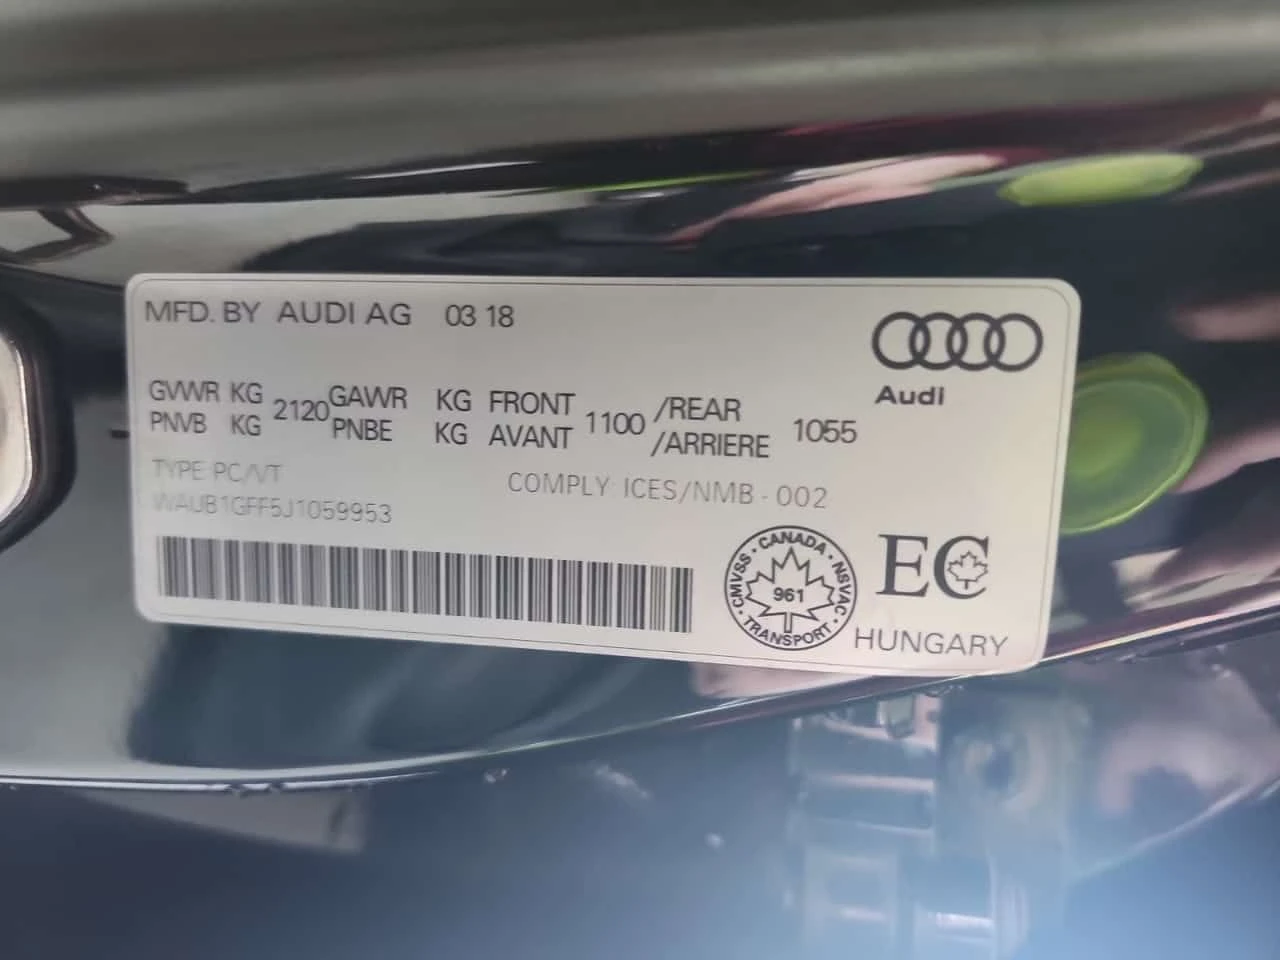 MFD. BY AUDI AG 03 18
Audi
GVWR KG 2120 GAWR KG FRONT 1100 /REAR 1055
PNVB KG PNBE KG AVANT /ARRIERE
TYPE: PC/VT
COMPLY: ICES/NMB - 002
WAUB1GFF5J1059953
CMVSS · CANADA · NSVAC · TRANSPORT ·
961
EC
HUNGARY